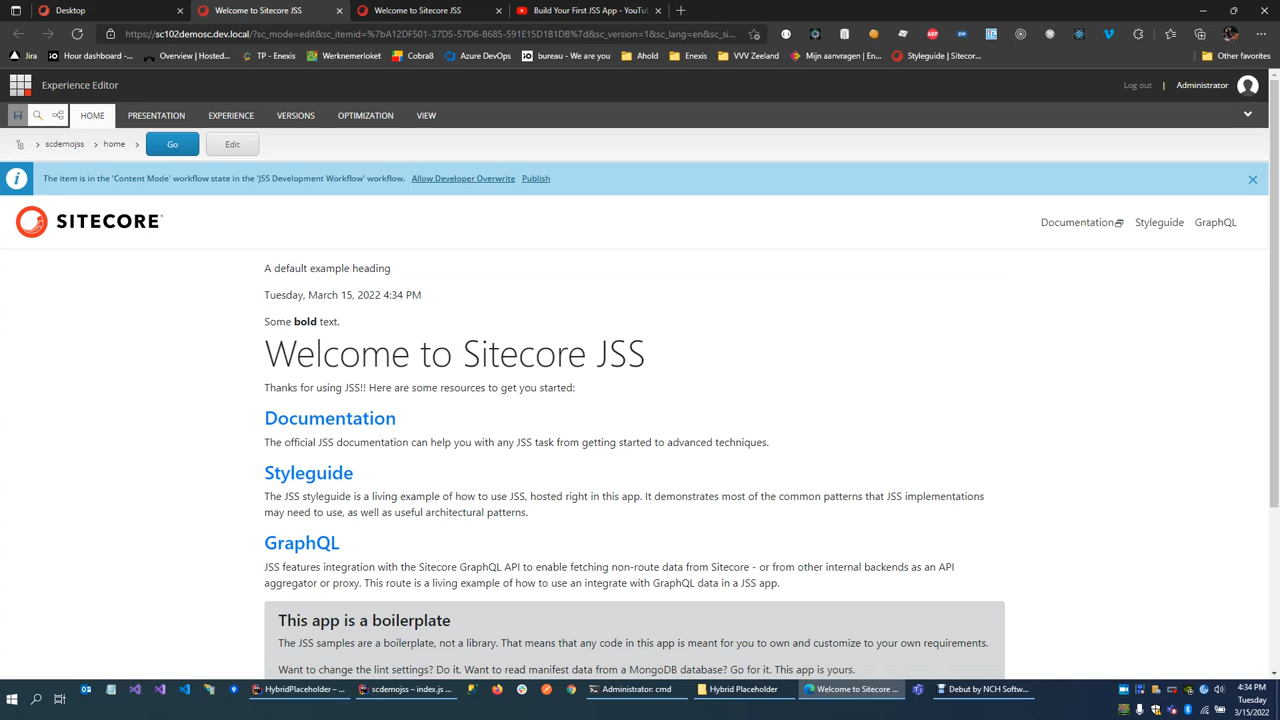 Desktop
Welcome to Sitecore JSS
Welcome to Sitecore JSS
Build Your First JSS App - YouTub
https://sc102demosc.dev.local/?sc_mode=edit&sc_itemid=%7bA12DF501-37D5-57D6-B685-591E15D1B1DB%7d&sc_version=1&sc_lang=en&sc_si...
Jira
Hour dashboard -...
Overview | Hosted...
TP - Enexis
Werknemerloket
Cobra8
Azure DevOps
bureau - We are you
Ahold
Enexis
VVV Zeeland
Mijn aanvragen | En...
Styleguide | Sitecor...
Other favorites
Experience Editor
Log out | Administrator
HOME
PRESENTATION
EXPERIENCE
VERSIONS
OPTIMIZATION
VIEW
scdemojss
home
Go
Edit
The item is in the 'Content Mode' workflow state in the 'JSS Development Workflow' workflow. Allow Developer Overwrite Publish
SITECORE
Documentation
Styleguide
GraphQL
A default example heading
Tuesday, March 15, 2022 4:34 PM
Some bold text.
Welcome to Sitecore JSS
Thanks for using JSS!! Here are some resources to get you started:
Documentation
The official JSS documentation can help you with any JSS task from getting started to advanced techniques.
Styleguide
The JSS styleguide is a living example of how to use JSS, hosted right in this app. It demonstrates most of the common patterns that JSS implementations
may need to use, as well as useful architectural patterns.
GraphQL
JSS features integration with the Sitecore GraphQL API to enable fetching non-route data from Sitecore - or from other internal backends as an API
aggregator or proxy. This route is a living example of how to use an integrate with GraphQL data in a JSS app.
This app is a boilerplate
The JSS samples are a boilerplate, not a library. That means that any code in this app is meant for you to own and customize to your own requirements.
Want to change the lint settings? Do it. Want to read manifest data from a MongoDB database? Go for it. This app is yours.
HybridPlaceholder – ...
scdemojss – index.js ...
Administrator: cmd
Hybrid Placeholder
Welcome to Sitecore ...
Debut by NCH Softw...
4:34 PM
Tuesday
3/15/2022